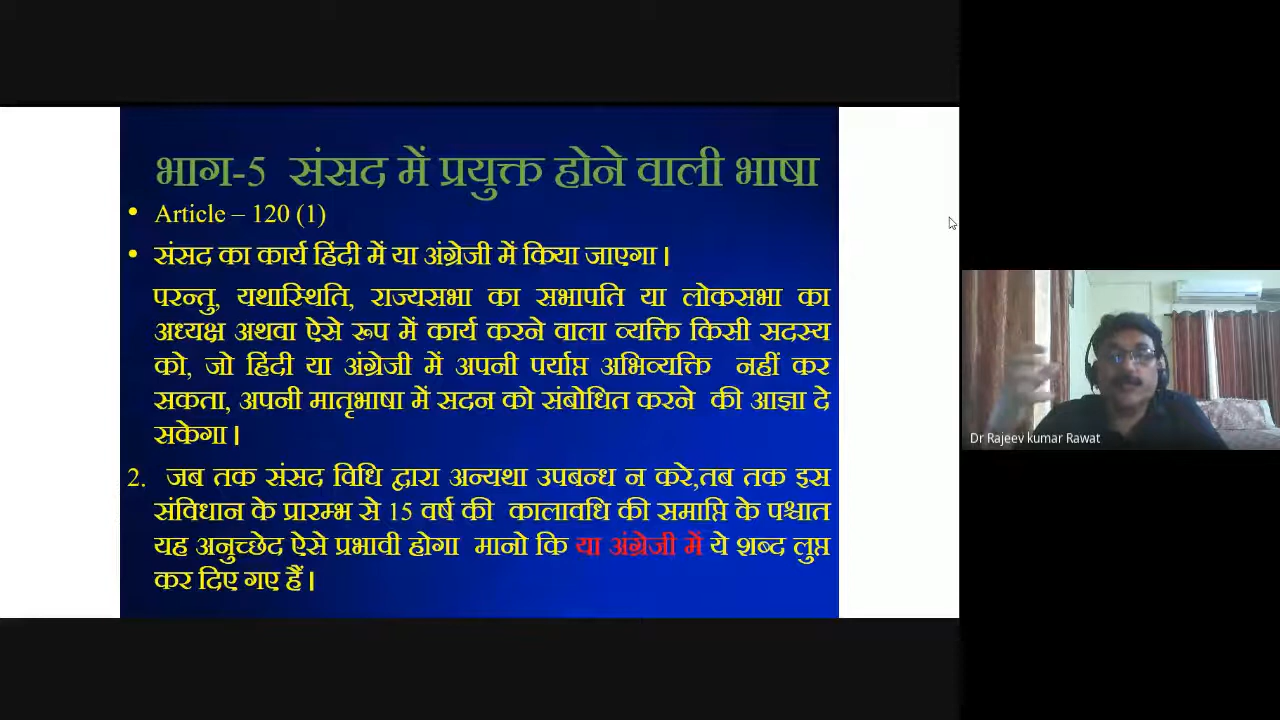 भाग-5 संसद में प्रयुक्त होने वाली भाषा
• Article – 120 (1)
• संसद का कार्य हिंदी में या अंग्रेजी में किया जाएगा ।
परन्तु, यथास्थिति, राज्यसभा का सभापति या लोकसभा का
अध्यक्ष अथवा ऐसे रूप में कार्य करने वाला व्यक्ति किसी सदस्य
को, जो हिंदी या अंग्रेजी में अपनी पर्याप्त अभिव्यक्ति नहीं कर
सकता, अपनी मातृभाषा में सदन को संबोधित करने की आज्ञा दे
सकेगा ।
2. जब तक संसद विधि द्वारा अन्यथा उपबन्ध न करे,तब तक इस
संविधान के प्रारम्भ से 15 वर्ष की कालावधि की समाप्ति के पश्चात
यह अनुच्छेद ऐसे प्रभावी होगा मानो कि या अंग्रेजी में ये शब्द लुप्त
कर दिए गए हैं ।
Dr Rajeev kumar Rawat